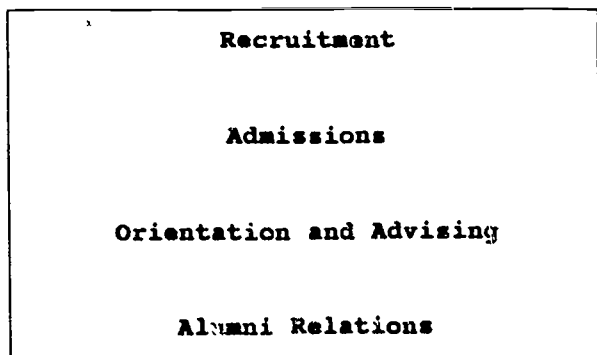 Recruitment
Admissions
Orientation and Advising
Alumni Relations